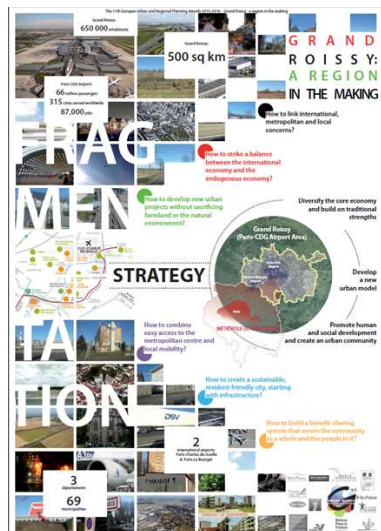 The 11th European Urban and Regional Planning Awards 2015-2016 - Grand Roissy : a region in the making
Grand Roissy:
650 000 inhabitants
Grand Roissy:
500 sq km
GRAND
ROISSY:
A REGION
IN THE MAKING
Paris-CDG Airport:
66 million passengers
315 cities served worldwide
87,000 jobs
How to link international,
metropolitan and local
concerns?
FRAG
How to strike a balance
between the international
economy and the
endogenous economy?
MEN
How to develop new urban
projects without sacrificing
farmland or the natural
environment?
Diversify the core economy
and build on traditional
strengths
Grand Roissy
(Paris-CDG Airport Area)
STRATEGY
Develop
a new
urban model
Paris
Promote human
and social development
and create an urban community
TA
How to combine
easy access to the
metropolitan centre and
local mobility?
TION
How to create a sustainable,
resident-friendly city, starting
with infrastructure?
DSV
How to build a benefit-sharing
system that serves the community
as a whole and the people in it?
2
international airports:
Paris-Charles de Gaulle
& Paris-Le Bourget
3
départements
69
municipalities